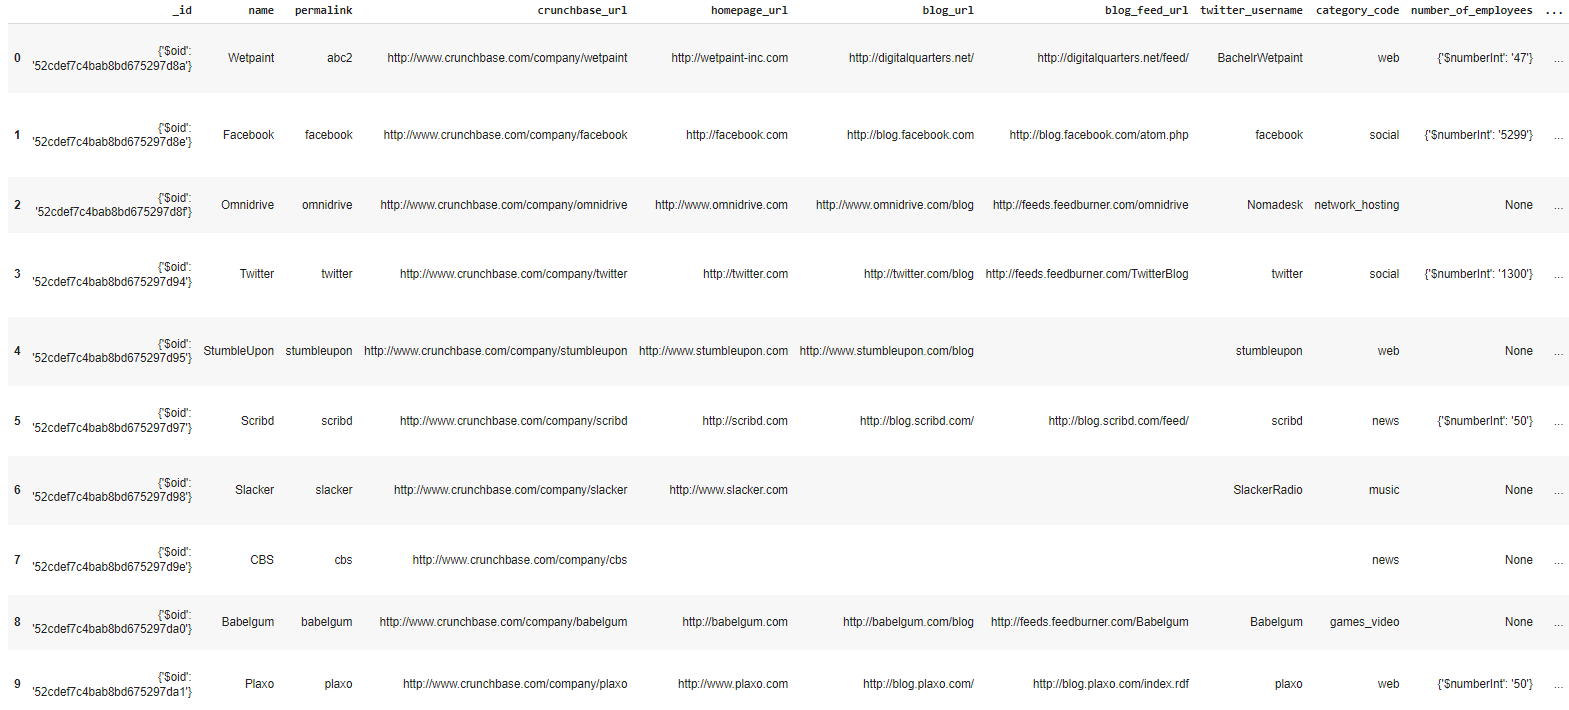 _id name permalink crunchbase_url homepage_url blog_url blog_feed_url twitter_username category_code number_of_employees ...
0 {'$oid': '52cdef7c4bab8bd675297d8a'} Wetpaint abc2 http://www.crunchbase.com/company/wetpaint http://wetpaint-inc.com http://digitalquarters.net/ http://digitalquarters.net/feed/ BachelrWetpaint web {'$numberInt': '47'} ...
1 {'$oid': '52cdef7c4bab8bd675297d8e'} Facebook facebook http://www.crunchbase.com/company/facebook http://facebook.com http://blog.facebook.com http://blog.facebook.com/atom.php facebook social {'$numberInt': '5299'} ...
2 {'$oid': '52cdef7c4bab8bd675297d8f'} Omnidrive omnidrive http://www.crunchbase.com/company/omnidrive http://www.omnidrive.com http://www.omnidrive.com/blog http://feeds.feedburner.com/omnidrive Nomadesk network_hosting None ...
3 {'$oid': '52cdef7c4bab8bd675297d94'} Twitter twitter http://www.crunchbase.com/company/twitter http://twitter.com http://twitter.com/blog http://feeds.feedburner.com/TwitterBlog twitter social {'$numberInt': '1300'} ...
4 {'$oid': '52cdef7c4bab8bd675297d95'} StumbleUpon stumbleupon http://www.crunchbase.com/company/stumbleupon http://www.stumbleupon.com http://www.stumbleupon.com/blog stumbleupon web None ...
5 {'$oid': '52cdef7c4bab8bd675297d97'} Scribd scribd http://www.crunchbase.com/company/scribd http://scribd.com http://blog.scribd.com/ http://blog.scribd.com/feed/ scribd news {'$numberInt': '50'} ...
6 {'$oid': '52cdef7c4bab8bd675297d98'} Slacker slacker http://www.crunchbase.com/company/slacker http://www.slacker.com SlackerRadio music None ...
7 {'$oid': '52cdef7c4bab8bd675297d9e'} CBS cbs http://www.crunchbase.com/company/cbs news None ...
8 {'$oid': '52cdef7c4bab8bd675297da0'} Babelgum babelgum http://www.crunchbase.com/company/babelgum http://babelgum.com http://babelgum.com/blog http://feeds.feedburner.com/Babelgum Babelgum games_video None ...
9 {'$oid': '52cdef7c4bab8bd675297da1'} Plaxo plaxo http://www.crunchbase.com/company/plaxo http://www.plaxo.com http://blog.plaxo.com/ http://blog.plaxo.com/index.rdf plaxo web {'$numberInt': '50'} ...